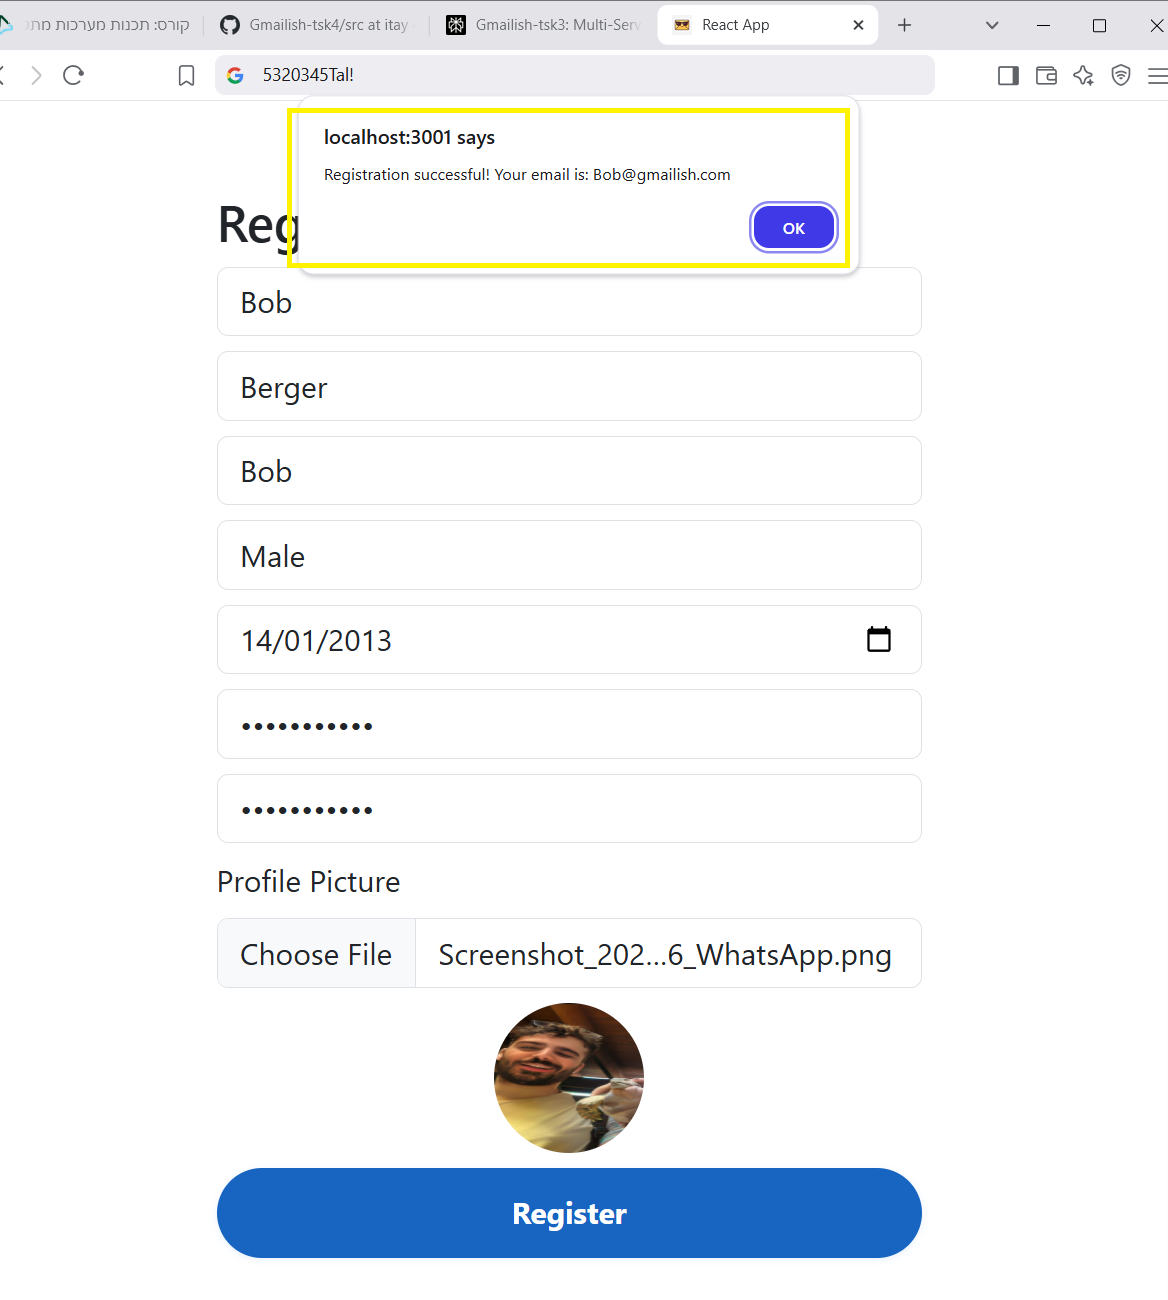 קורס: תכנות מערכות מתק
Gmailish-tsk4/src at itay
Gmailish-tsk3: Multi-Serv
React App
5320345Tal!
localhost:3001 says
Registration successful! Your email is: Bob@gmailish.com
OK
Reg
Bob
Berger
Bob
Male
14/01/2013
•••••••••••
•••••••••••
Profile Picture
Choose File
Screenshot_202...6_WhatsApp.png
Register